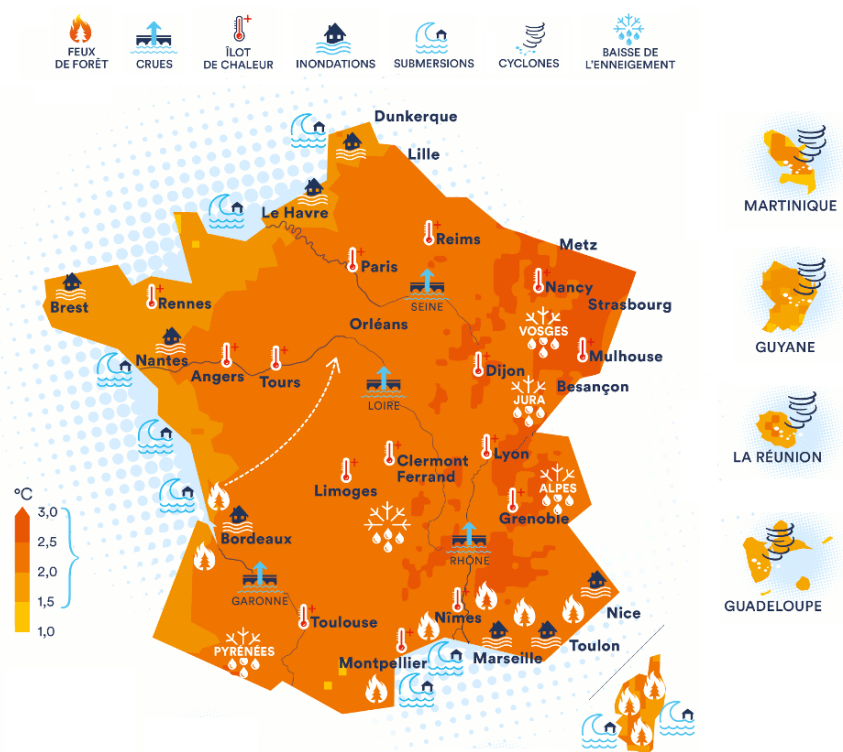 FEUX
DE FORÊT
CRUES
ÎLOT
DE CHALEUR
INONDATIONS
SUBMERSIONS
CYCLONES
BAISSE DE
L'ENNEIGEMENT
Dunkerque
Lille
Le Havre
Reims
Paris
Metz
Nancy
Strasbourg
SEINE
Brest
Rennes
Orléans
VOSGES
Nantes
Angers
Tours
Dijon
Mulhouse
Besançon
LOIRE
JURA
Clermont
Ferrand
Lyon
Limoges
ALPES
Grenoble
Bordeaux
RHÔNE
GARONNE
Toulouse
Nîmes
Nice
PYRÉNÉES
Montpellier
Marseille
Toulon
°C
3,0
2,5
2,0
1,5
1,0
MARTINIQUE
GUYANE
LA RÉUNION
GUADELOUPE